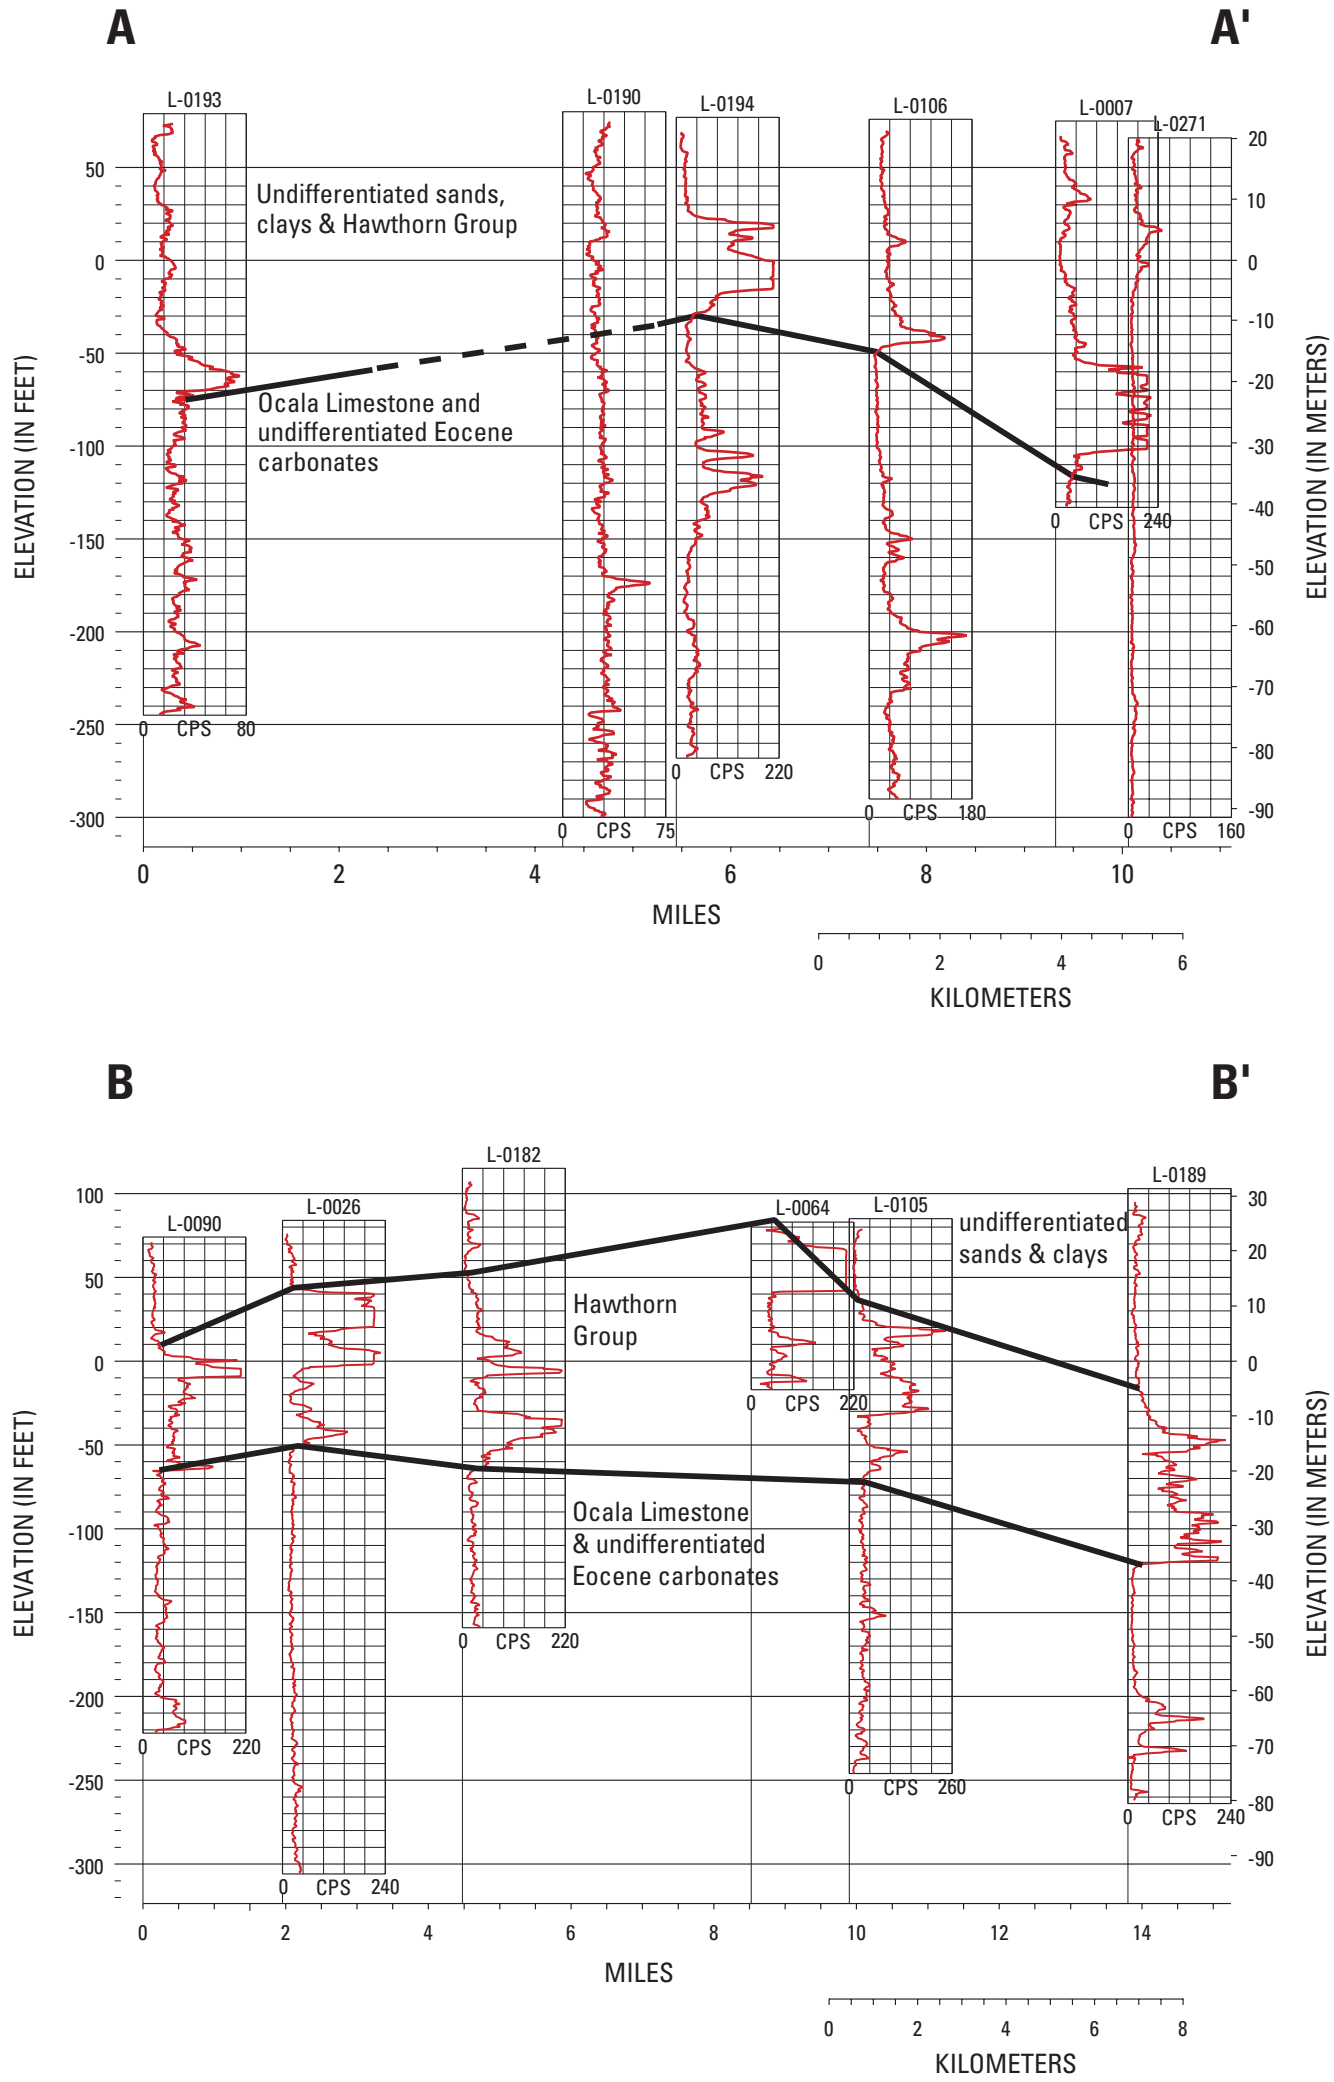 A
A'
L-0193
L-0190
L-0194
L-0106
L-0007
L-0271
Undifferentiated sands,
clays & Hawthorn Group
Ocala Limestone and
undifferentiated Eocene
carbonates
ELEVATION (IN FEET)
50
0
-50
-100
-150
-200
-250
-300
ELEVATION (IN METERS)
20
10
0
-10
-20
-30
-40
-50
-60
-70
-80
-90
0 CPS 80
0 CPS 75
0 CPS 220
0 CPS 180
0 CPS 240
0 CPS 160
0 2 4 6 8 10
MILES
0 2 4 6
KILOMETERS
B
B'
L-0090
L-0026
L-0182
L-0064
L-0105
L-0189
undifferentiated
sands & clays
Hawthorn
Group
Ocala Limestone
& undifferentiated
Eocene carbonates
ELEVATION (IN FEET)
100
50
0
-50
-100
-150
-200
-250
-300
ELEVATION (IN METERS)
30
20
10
0
-10
-20
-30
-40
-50
-60
-70
-80
-90
0 CPS 220
0 CPS 240
0 CPS 220
0 CPS 220
0 CPS 260
0 CPS 240
0 2 4 6 8 10 12 14
MILES
0 2 4 6 8
KILOMETERS